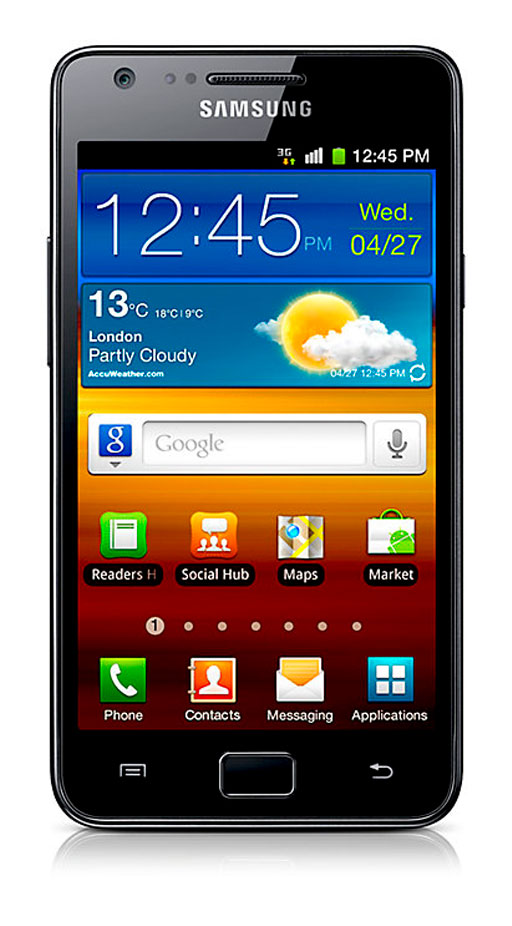 SAMSUNG
3G 12:45 PM
12:45 PM
Wed.
04/27
13°C 18°C | 9°C
London
Partly Cloudy
AccuWeather.com
04/27 12:45 PM
g Google
Readers H Social Hub Maps Market
1
Phone Contacts Messaging Applications